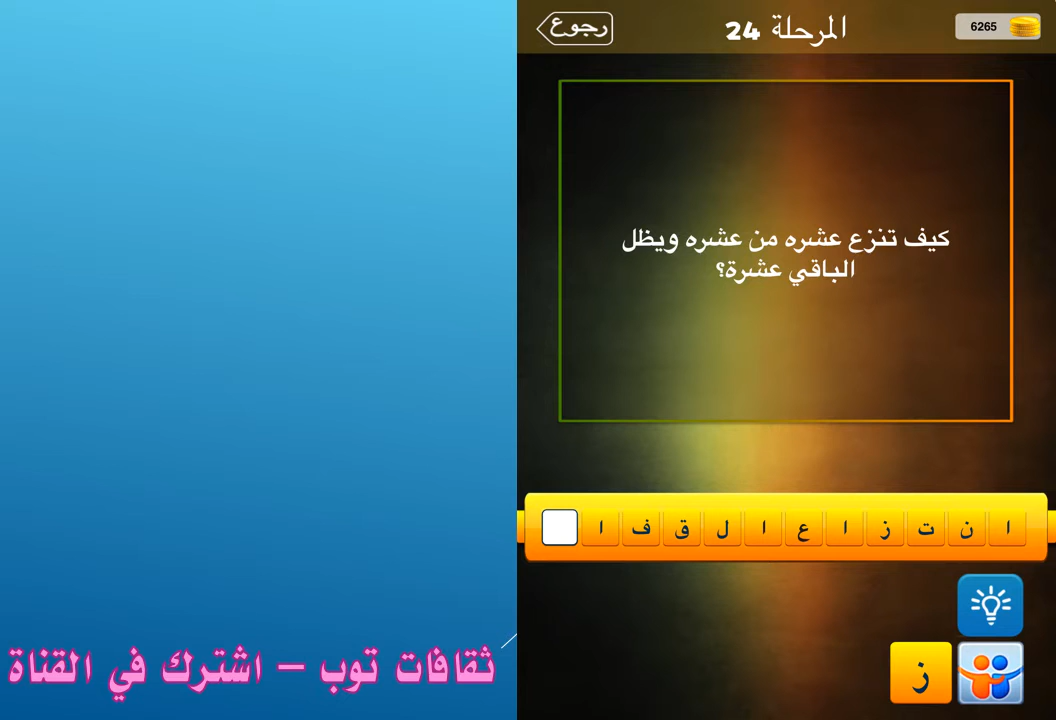 رجوع
المرحلة 24
6265
كيف تنزع عشره من عشره ويظل
الباقي عشرة؟
ا ن ت ز ا ع ا ل ق ف ا
ز
ثقافات توب – اشترك في القناة